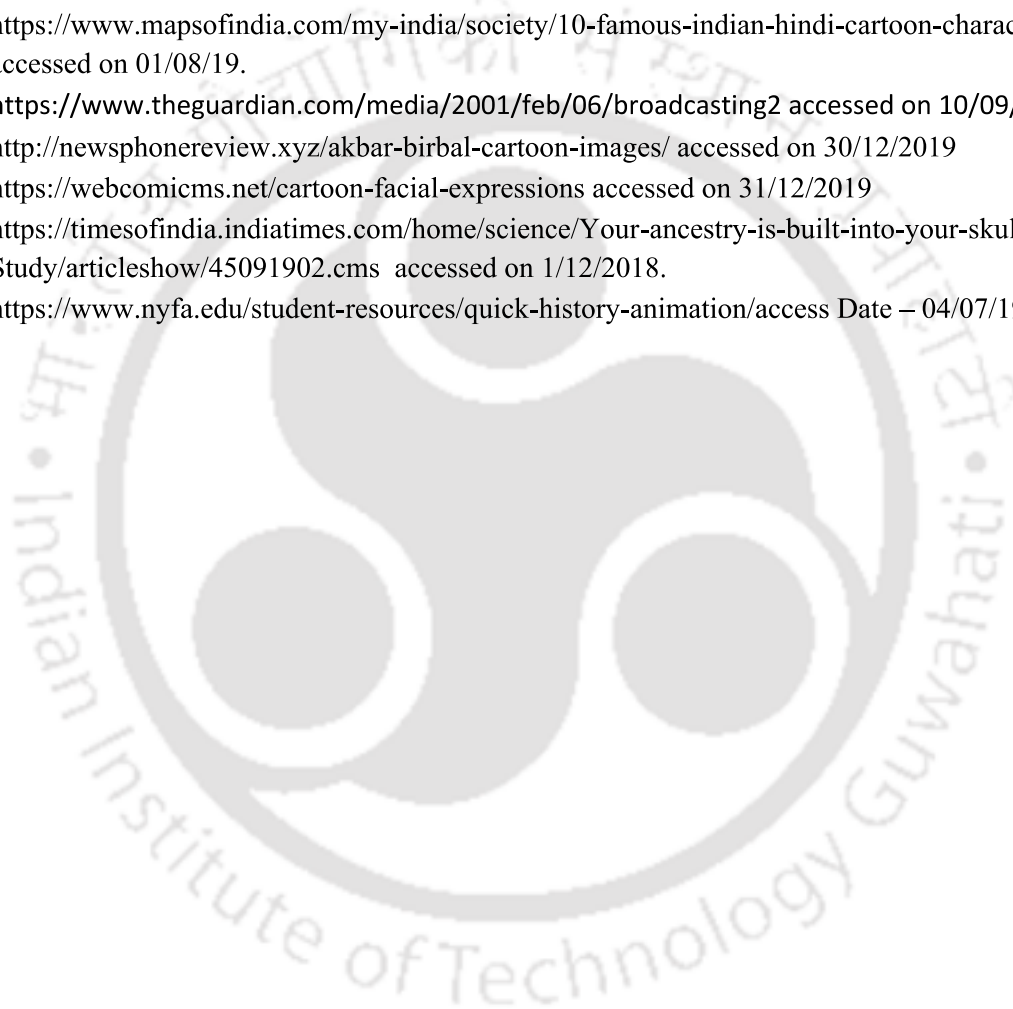 ttps://www.mapsofindia.com/my-india/society/10-famous-indian-hindi-cartoon-charac
accessed on 01/08/19.
ttps://www.theguardian.com/media/2001/feb/06/broadcasting2 accessed on 10/09/
ttp://newsphonereview.xyz/akbar-birbal-cartoon-images/ accessed on 30/12/2019
ttps://webcomicms.net/cartoon-facial-expressions accessed on 31/12/2019
ttps://timesofindia.indiatimes.com/home/science/Your-ancestry-is-built-into-your-skul
Study/articleshow/45091902.cms accessed on 1/12/2018.
ttps://www.nyfa.edu/student-resources/quick-history-animation/access Date – 04/07/19
Indian Institute of Technology Guwahati